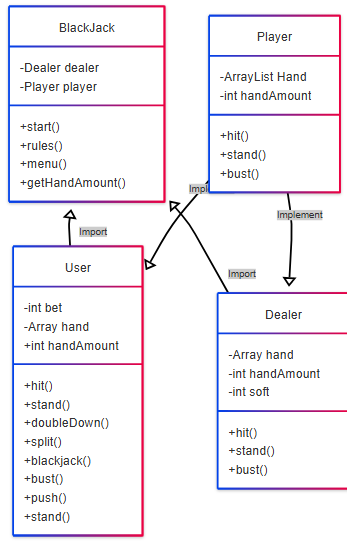 BlackJack
-Dealer dealer
-Player player
+start()
+rules()
+menu()
+getHandAmount()
Player
-ArrayList Hand
-int handAmount
+hit()
+stand()
+bust()
Implement
Import
Import
User
-int bet
-Array hand
+int handAmount
+hit()
+stand()
+doubleDown()
+split()
+blackjack()
+bust()
+push()
+stand()
Dealer
-Array hand
-int handAmount
-int soft
+hit()
+stand()
+bust()